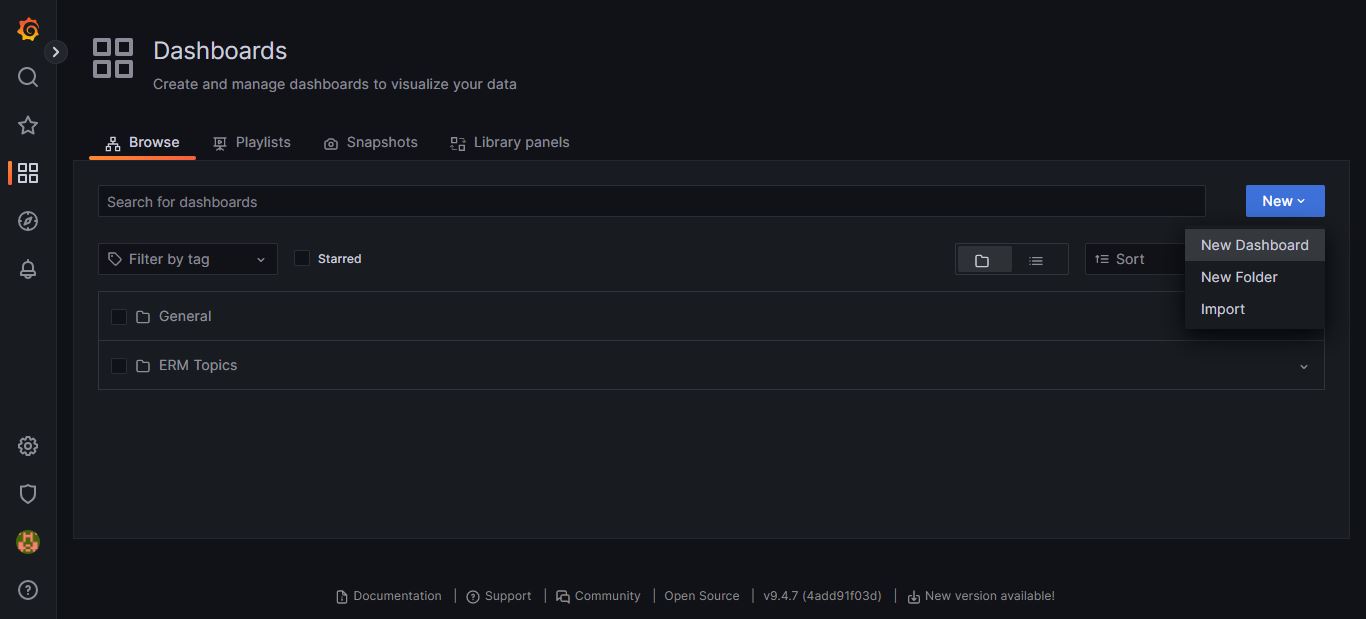 Dashboards
Create and manage dashboards to visualize your data
Browse Playlists Snapshots Library panels
Search for dashboards New
Filter by tag Starred Sort
New Dashboard
New Folder
Import
General
ERM Topics
Documentation | Support | Community | Open Source | v9.4.7 (4add91f03d) | New version available!